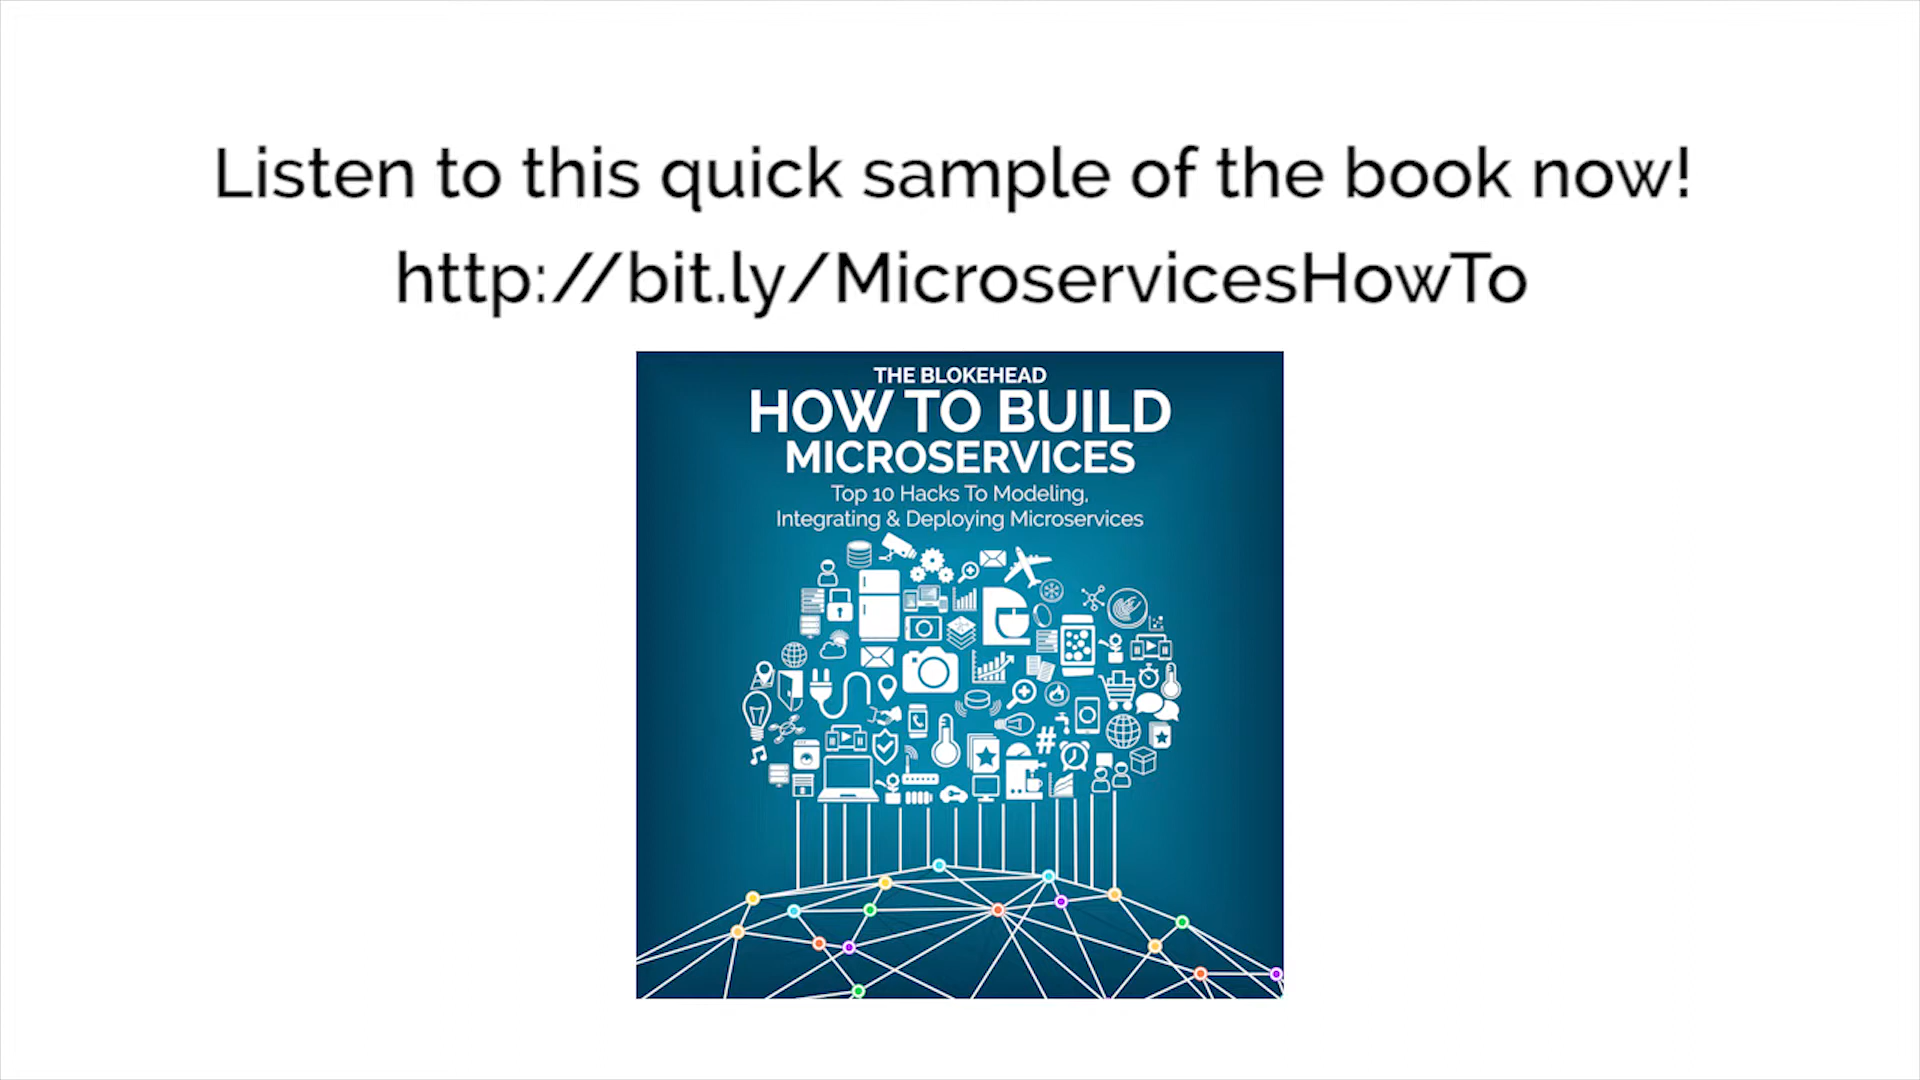 Listen to this quick sample of the book now!
http://bit.ly/MicroservicesHowTo
THE BLOKEHEAD
HOW TO BUILD
MICROSERVICES
Top 10 Hacks To Modeling,
Integrating & Deploying Microservices
#